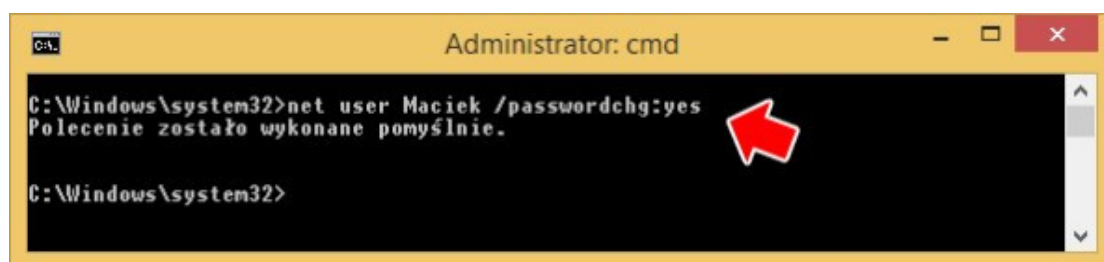 Administrator: cmd
C:\Windows\system32>net user Maciek /passwordchg:yes
Polecenie zostało wykonane pomyślnie.
C:\Windows\system32>